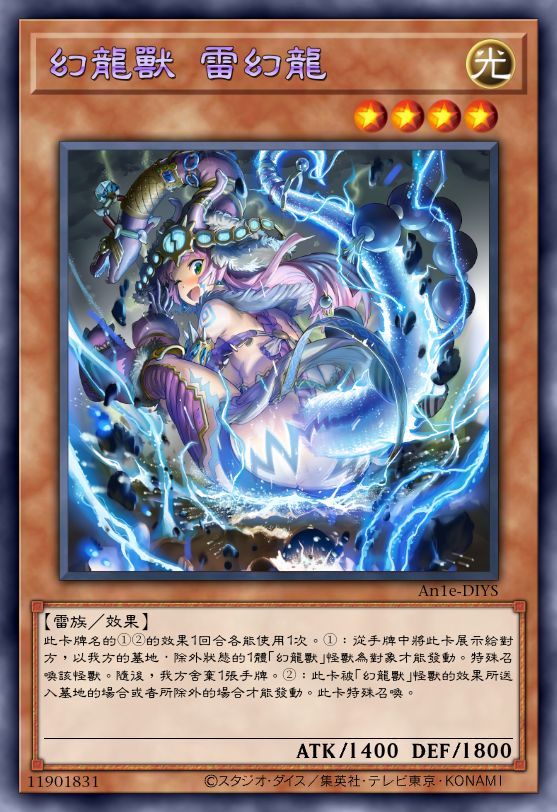 幻龍獸 雷幻龍
光
An1e-DIYS
【雷族／效果】
此卡牌名的①②的效果1回合各能使用1次。①：從手牌中將此卡展示給對
方，以我方的墓地・除外狀態的1體「幻龍獸」怪獸為對象才能發動。特殊召
喚該怪獸。隨後，我方舍棄1張手牌。②：此卡被「幻龍獸」怪獸的效果所送
入墓地的場合或者所除外的場合才能發動。此卡特殊召喚。
ATK/1400 DEF/1800
11901831 ©スタジオ・ダイス／集英社・テレビ東京・KONAMI